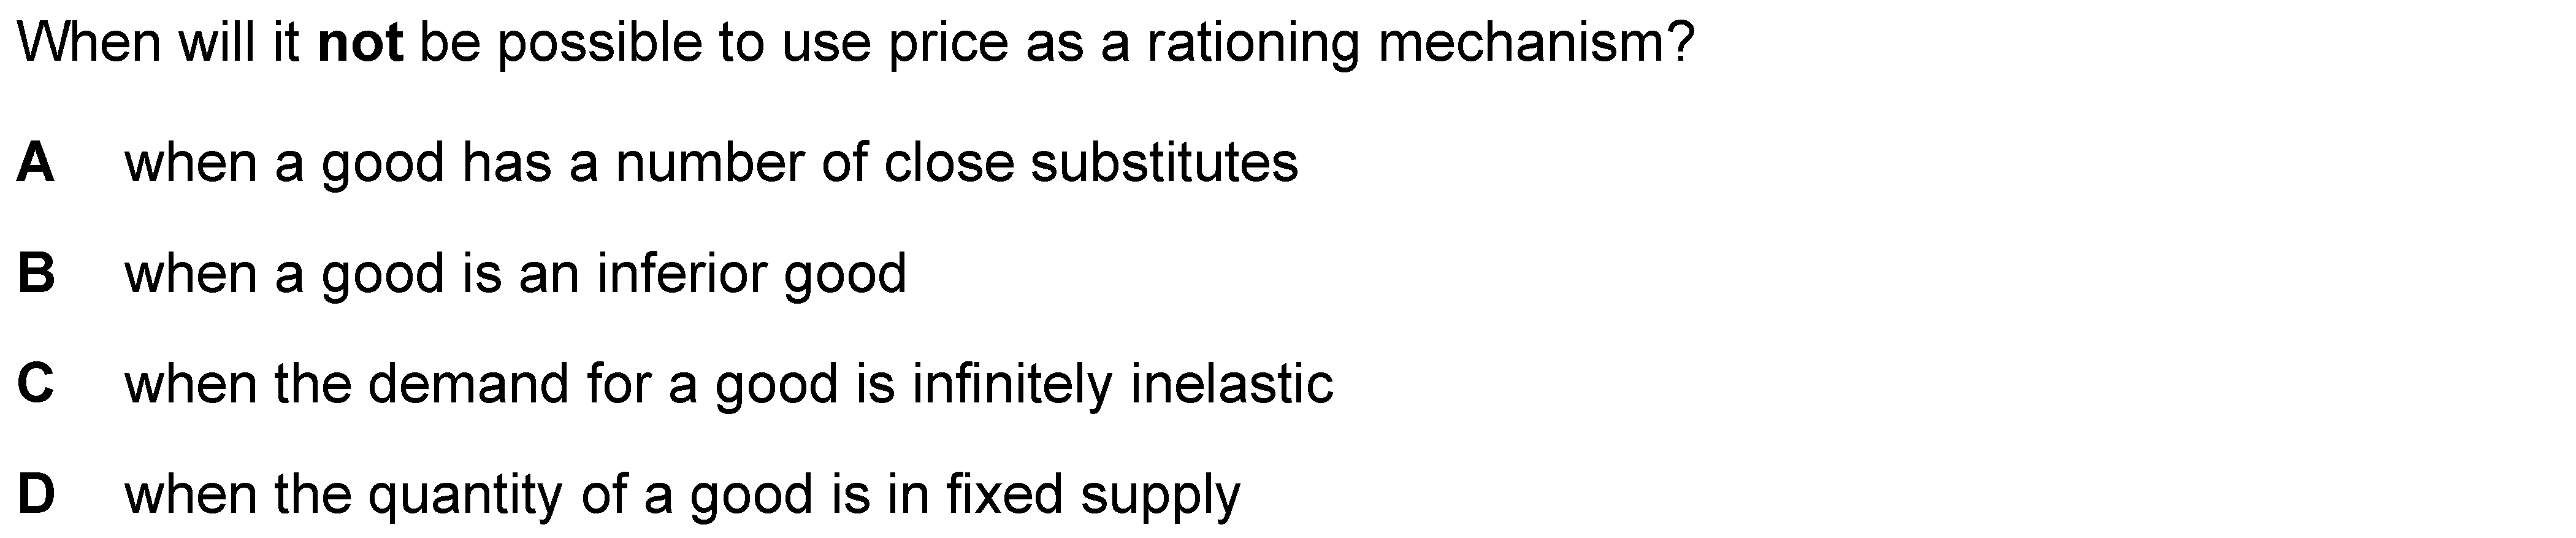 When will it not be possible to use price as a rationing mechanism?
A when a good has a number of close substitutes
B when a good is an inferior good
C when the demand for a good is infinitely inelastic
D when the quantity of a good is in fixed supply